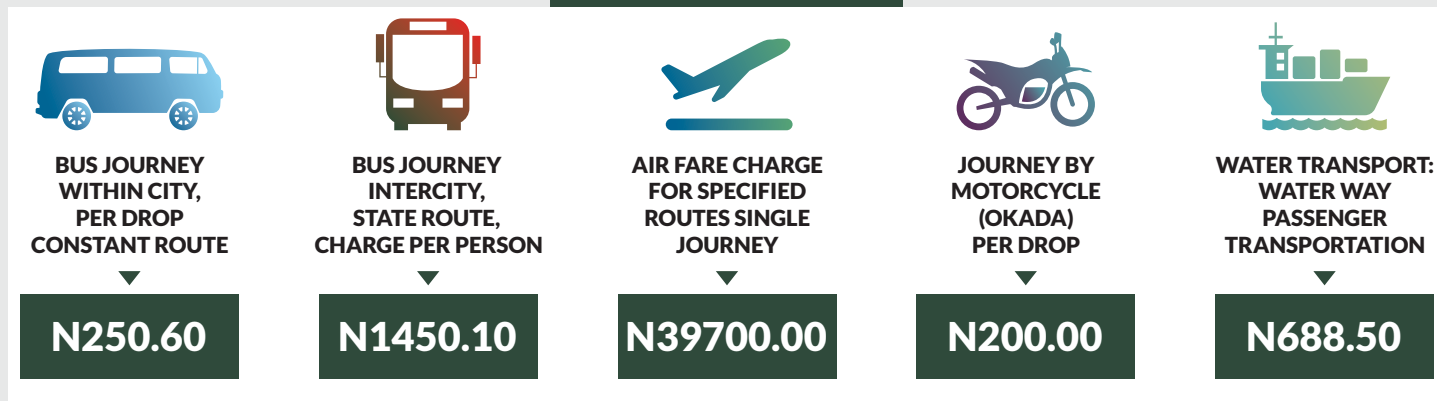 BUS JOURNEY
WITHIN CITY,
PER DROP
CONSTANT ROUTE
N250.60
BUS JOURNEY
INTERCITY,
STATE ROUTE,
CHARGE PER PERSON
N1450.10
AIR FARE CHARGE
FOR SPECIFIED
ROUTES SINGLE
JOURNEY
N39700.00
JOURNEY BY
MOTORCYCLE
(OKADA)
PER DROP
N200.00
WATER TRANSPORT:
WATER WAY
PASSENGER
TRANSPORTATION
N688.50